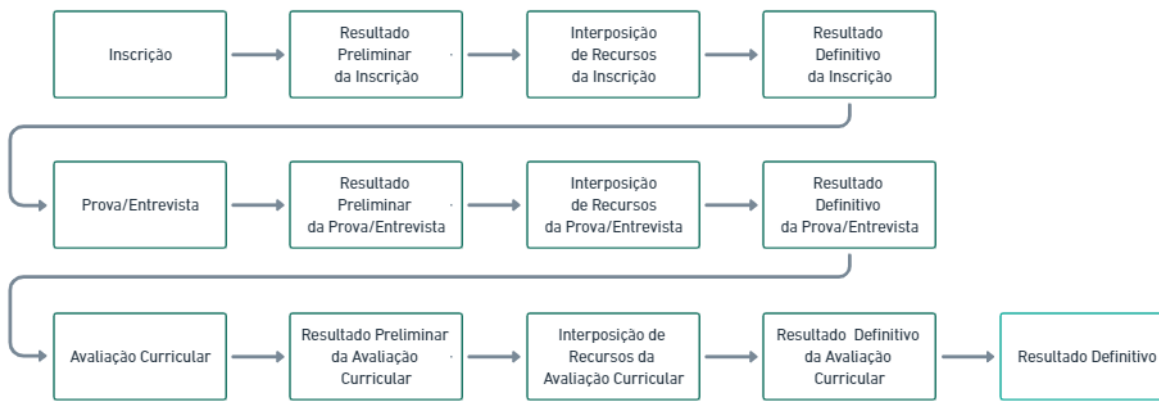 Inscrição
Resultado
Preliminar
da Inscrição
Interposição
de Recursos
da Inscrição
Resultado
Definitivo
da Inscrição
Prova/Entrevista
Resultado
Preliminar
da Prova/Entrevista
Interposição
de Recursos
da Prova/Entrevista
Resultado
Definitivo
da Prova/Entrevista
Avaliação Curricular
Resultado Preliminar
da Avaliação
Curricular
Interposição de
Recursos da
Avaliação Curricular
Resultado Definitivo
da Avaliação
Curricular
Resultado Definitivo